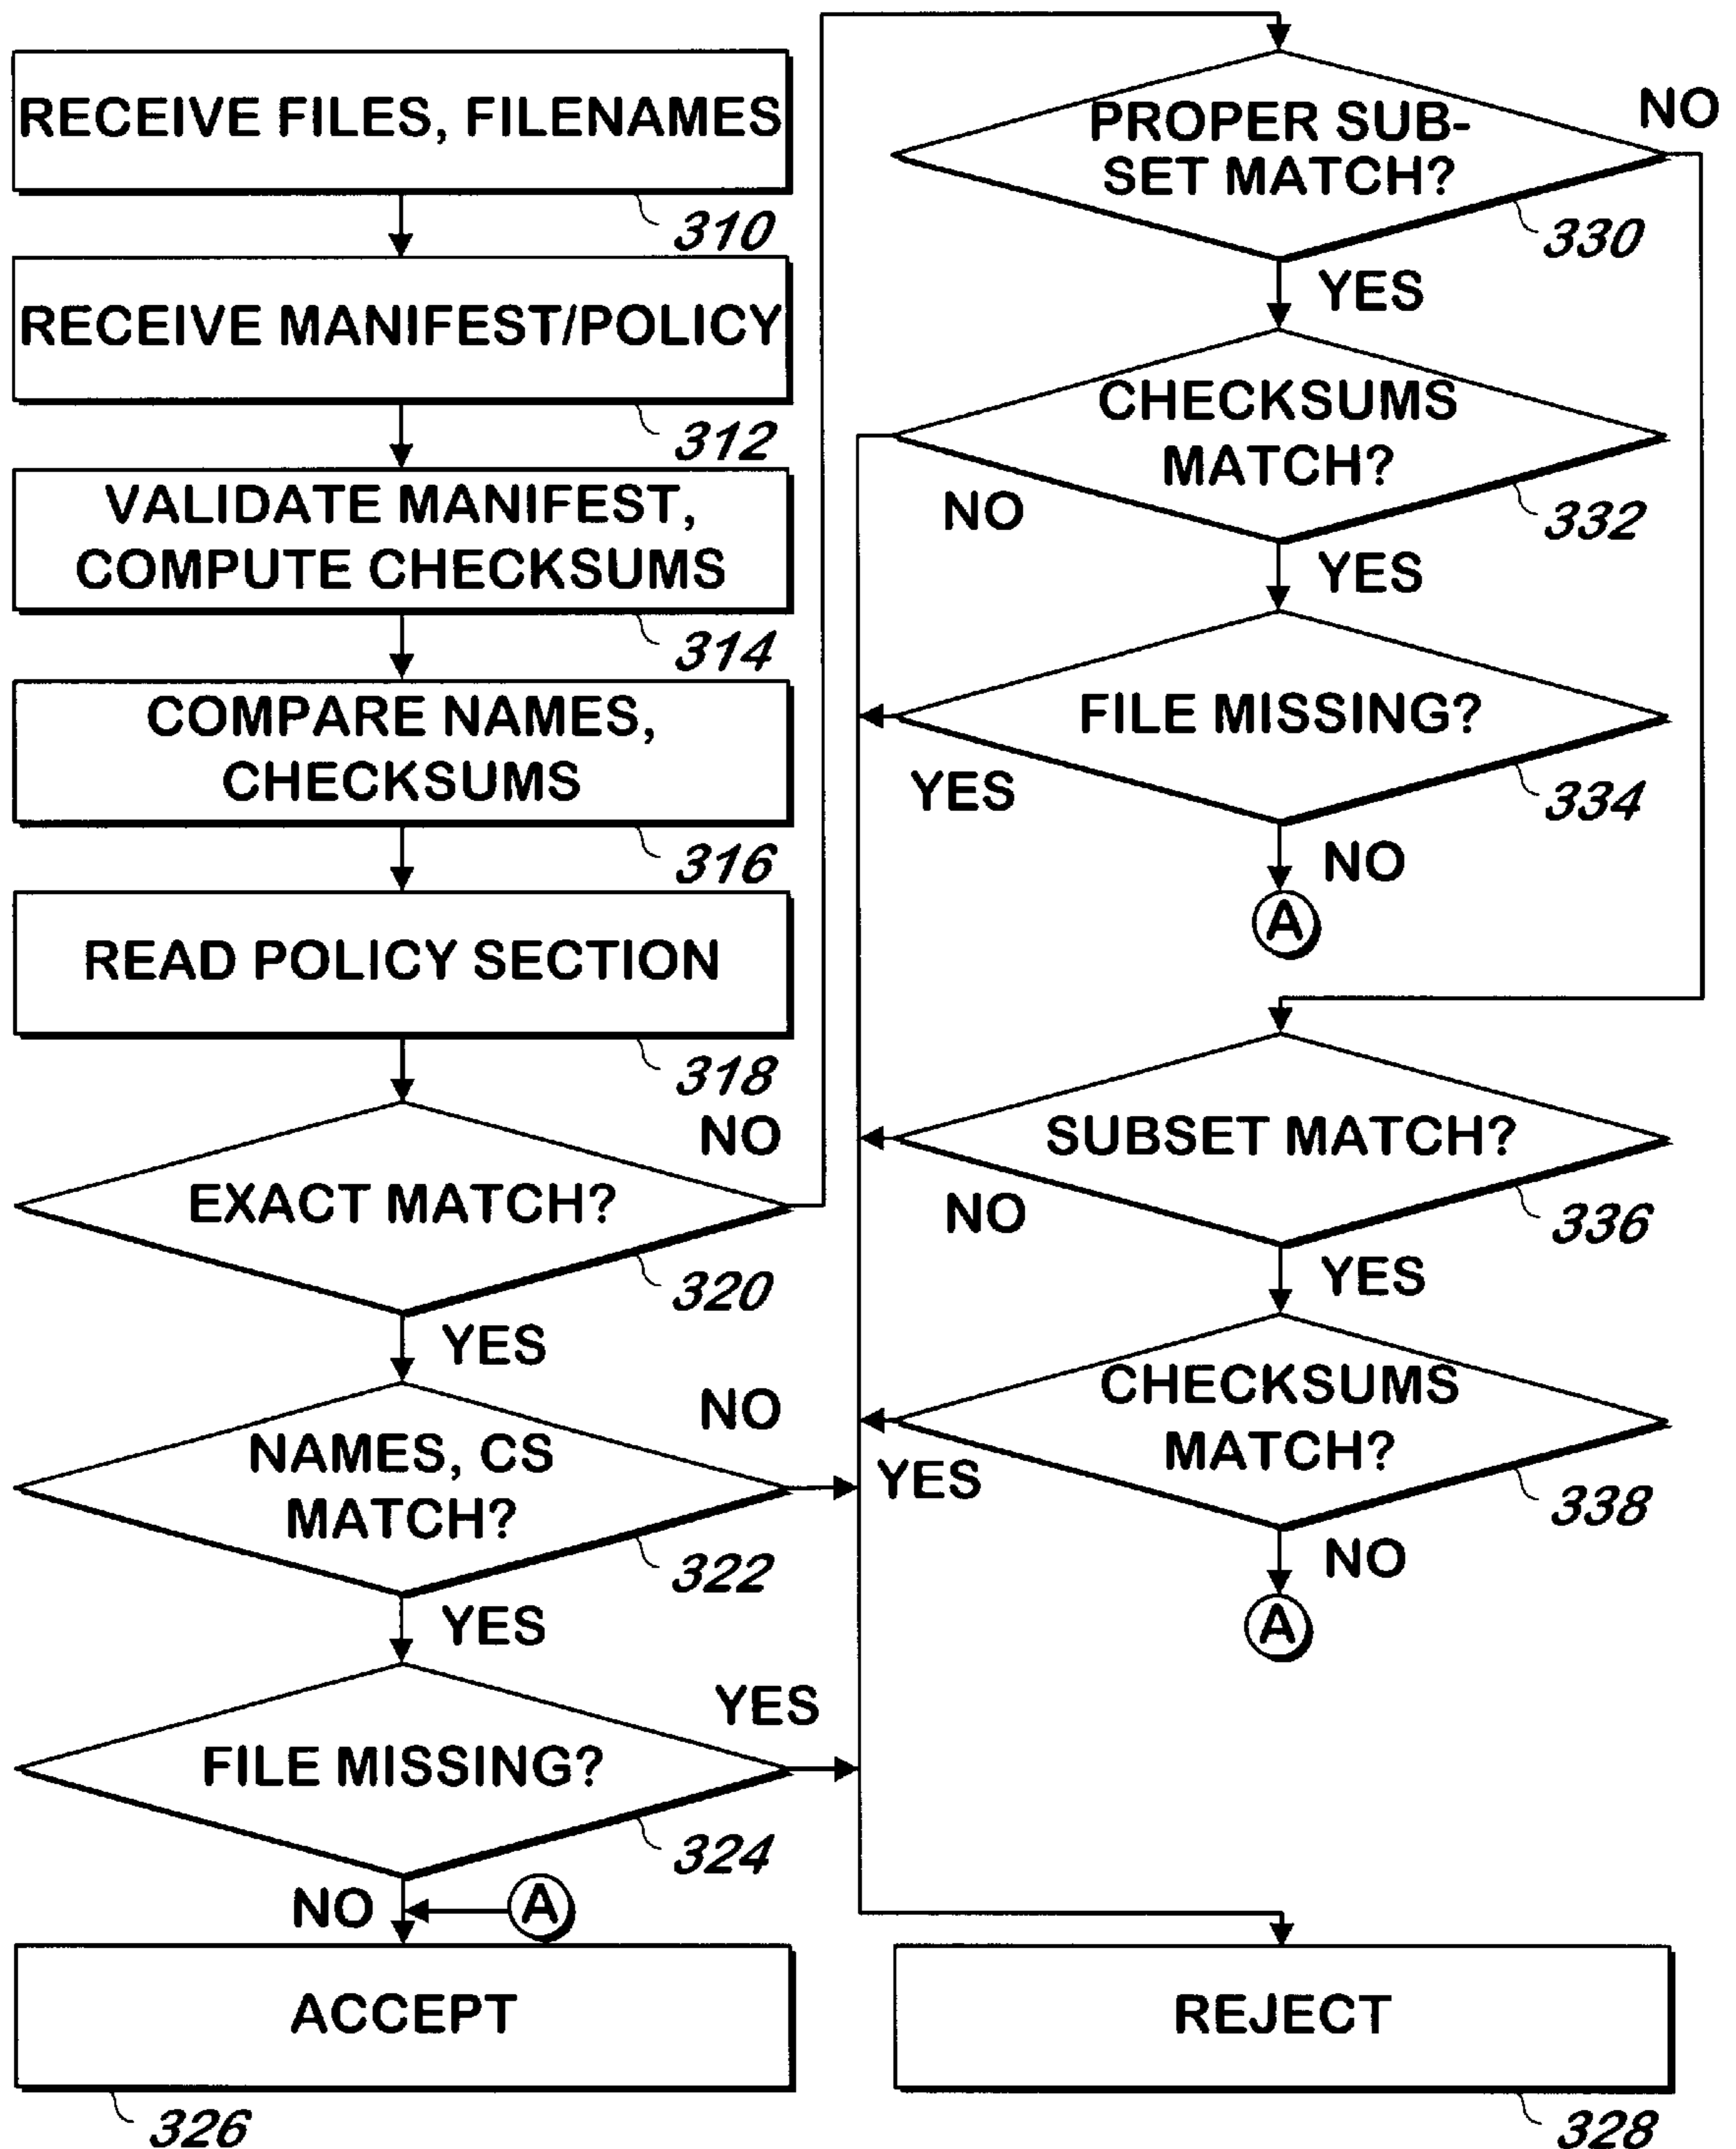 RECEIVE FILES, FILENAMES
310
RECEIVE MANIFEST/POLICY
312
VALIDATE MANIFEST,
COMPUTE CHECKSUMS
314
COMPARE NAMES,
CHECKSUMS
316
READ POLICY SECTION
318
EXACT MATCH?
NO
320
YES
NAMES, CS
MATCH?
NO
322
YES
FILE MISSING?
YES
324
NO
A
ACCEPT
326
PROPER SUB-
SET MATCH?
NO
330
YES
CHECKSUMS
MATCH?
NO
332
YES
FILE MISSING?
YES
334
NO
A
SUBSET MATCH?
NO
336
YES
CHECKSUMS
MATCH?
YES
338
NO
A
REJECT
328